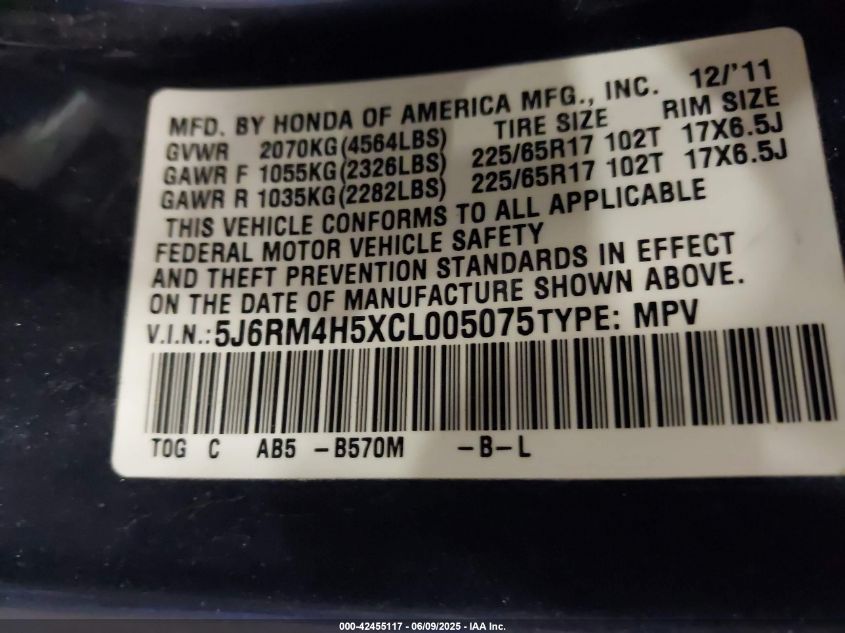 MFD. BY HONDA OF AMERICA MFG., INC. 12/'11
GVWR 2070KG(4564LBS) TIRE SIZE RIM SIZE
GAWR F 1055KG(2326LBS) 225/65R17 102T 17X6.5J
GAWR R 1035KG(2282LBS) 225/65R17 102T 17X6.5J
THIS VEHICLE CONFORMS TO ALL APPLICABLE
FEDERAL MOTOR VEHICLE SAFETY
AND THEFT PREVENTION STANDARDS IN EFFECT
ON THE DATE OF MANUFACTURE SHOWN ABOVE.
V.I.N.: 5J6RM4H5XCL005075 TYPE: MPV
TOG C AB5 -B570M -B-L
000-42455117 - 06/09/2025 - IAA Inc.